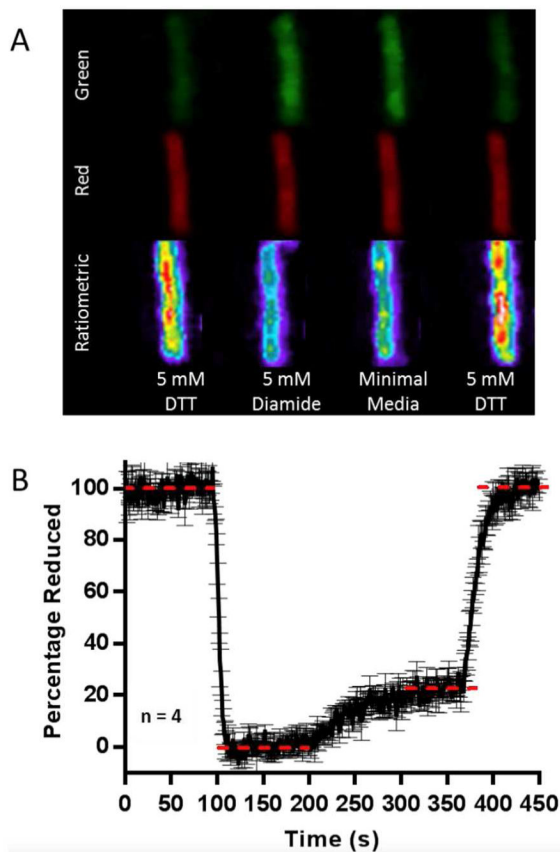 A
Green
Red
Ratiometric
5 mM DTT
5 mM Diamide
Minimal Media
5 mM DTT
B
Percentage Reduced
100
80
60
40
20
0
n = 4
0 50 100 150 200 250 300 350 400 450
Time (s)